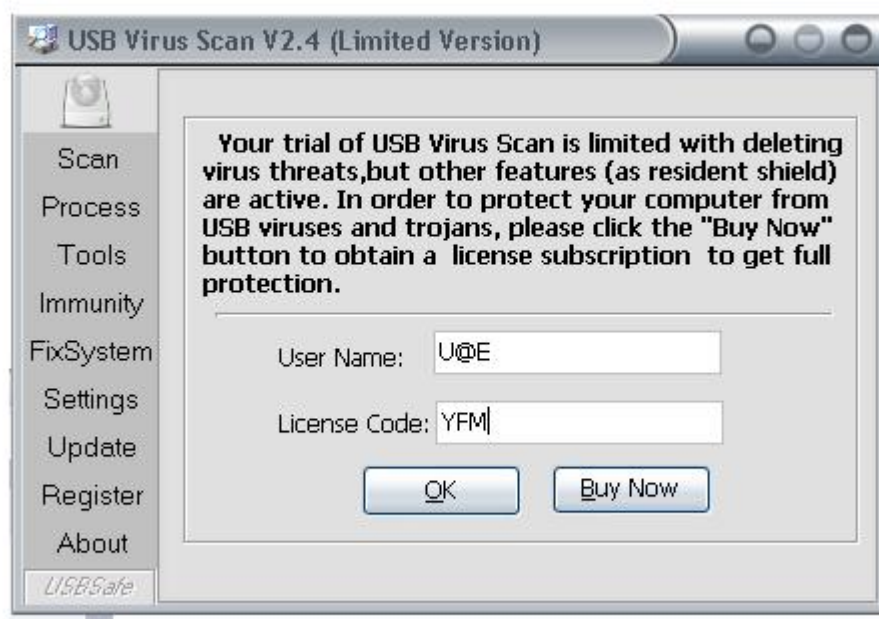 USB Virus Scan V2.4 (Limited Version)
Scan
Process
Tools
Immunity
FixSystem
Settings
Update
Register
About
USBSafe
Your trial of USB Virus Scan is limited with deleting
virus threats,but other features (as resident shield)
are active. In order to protect your computer from
USB viruses and trojans, please click the "Buy Now"
button to obtain a license subscription to get full
protection.
User Name: U@E
License Code: YFM
OK Buy Now